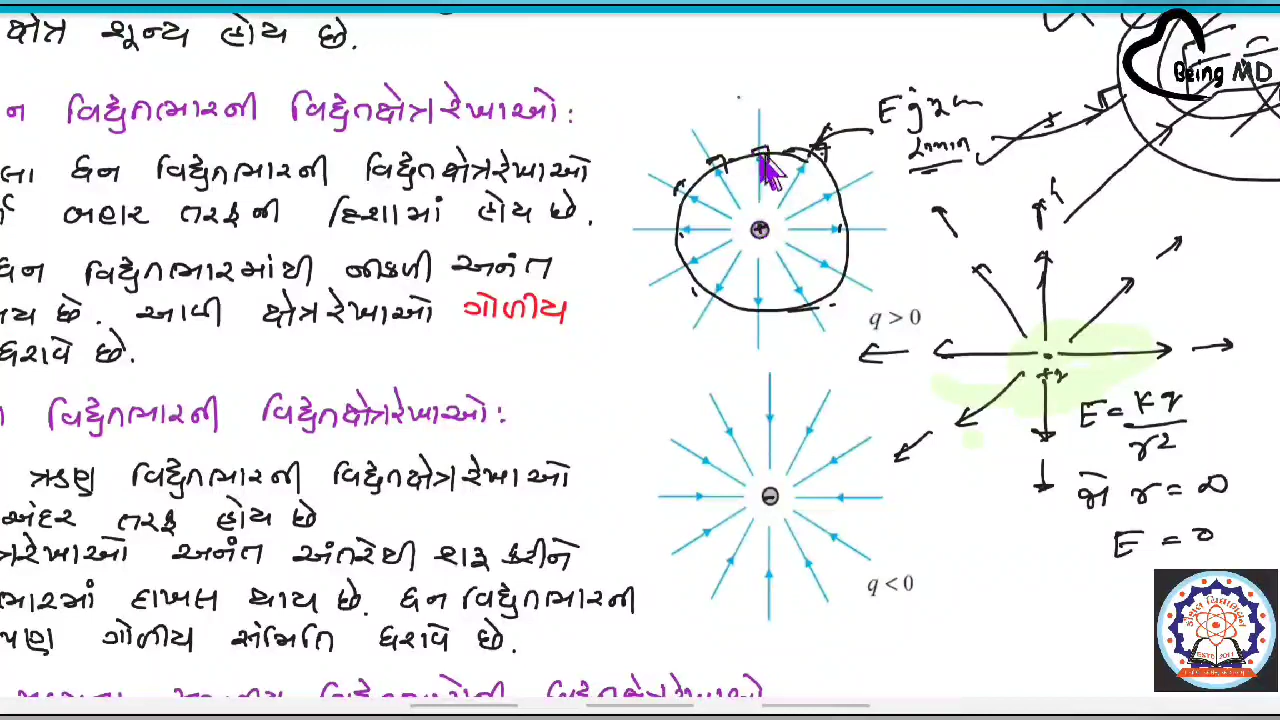 ક્ષેત્ર શૂન્ય હોય છે.
ન વિદ્યુતભારની વિદ્યુતક્ષેત્રરેખાઓ:
લા ધન વિદ્યુતભારની વિદ્યુતક્ષેત્રરેખાઓ
બહાર તરફની દિશામાં હોય છે.
ધન વિદ્યુતભારમાંથી નીકળી અનંત
ય છે. આવી ક્ષેત્રરેખાઓ ગોળીય
ધરાવે છે.
વિદ્યુતભારની વિદ્યુતક્ષેત્રરેખાઓ:
ઋણ વિદ્યુતભારની વિદ્યુતક્ષેત્રરેખાઓ
અંદર તરફ હોય છે
રેખાઓ અનંત અંતરેથી શરૂ કરીને
ભારમાં દાખલ થાય છે. ધન વિદ્યુતભારની
પણ ગોળીય સંમિતિ ધરાવે છે.
q > 0
q < 0
+
-
+q
E = kq/r2
જો r = ∞
E = 0
Being MD